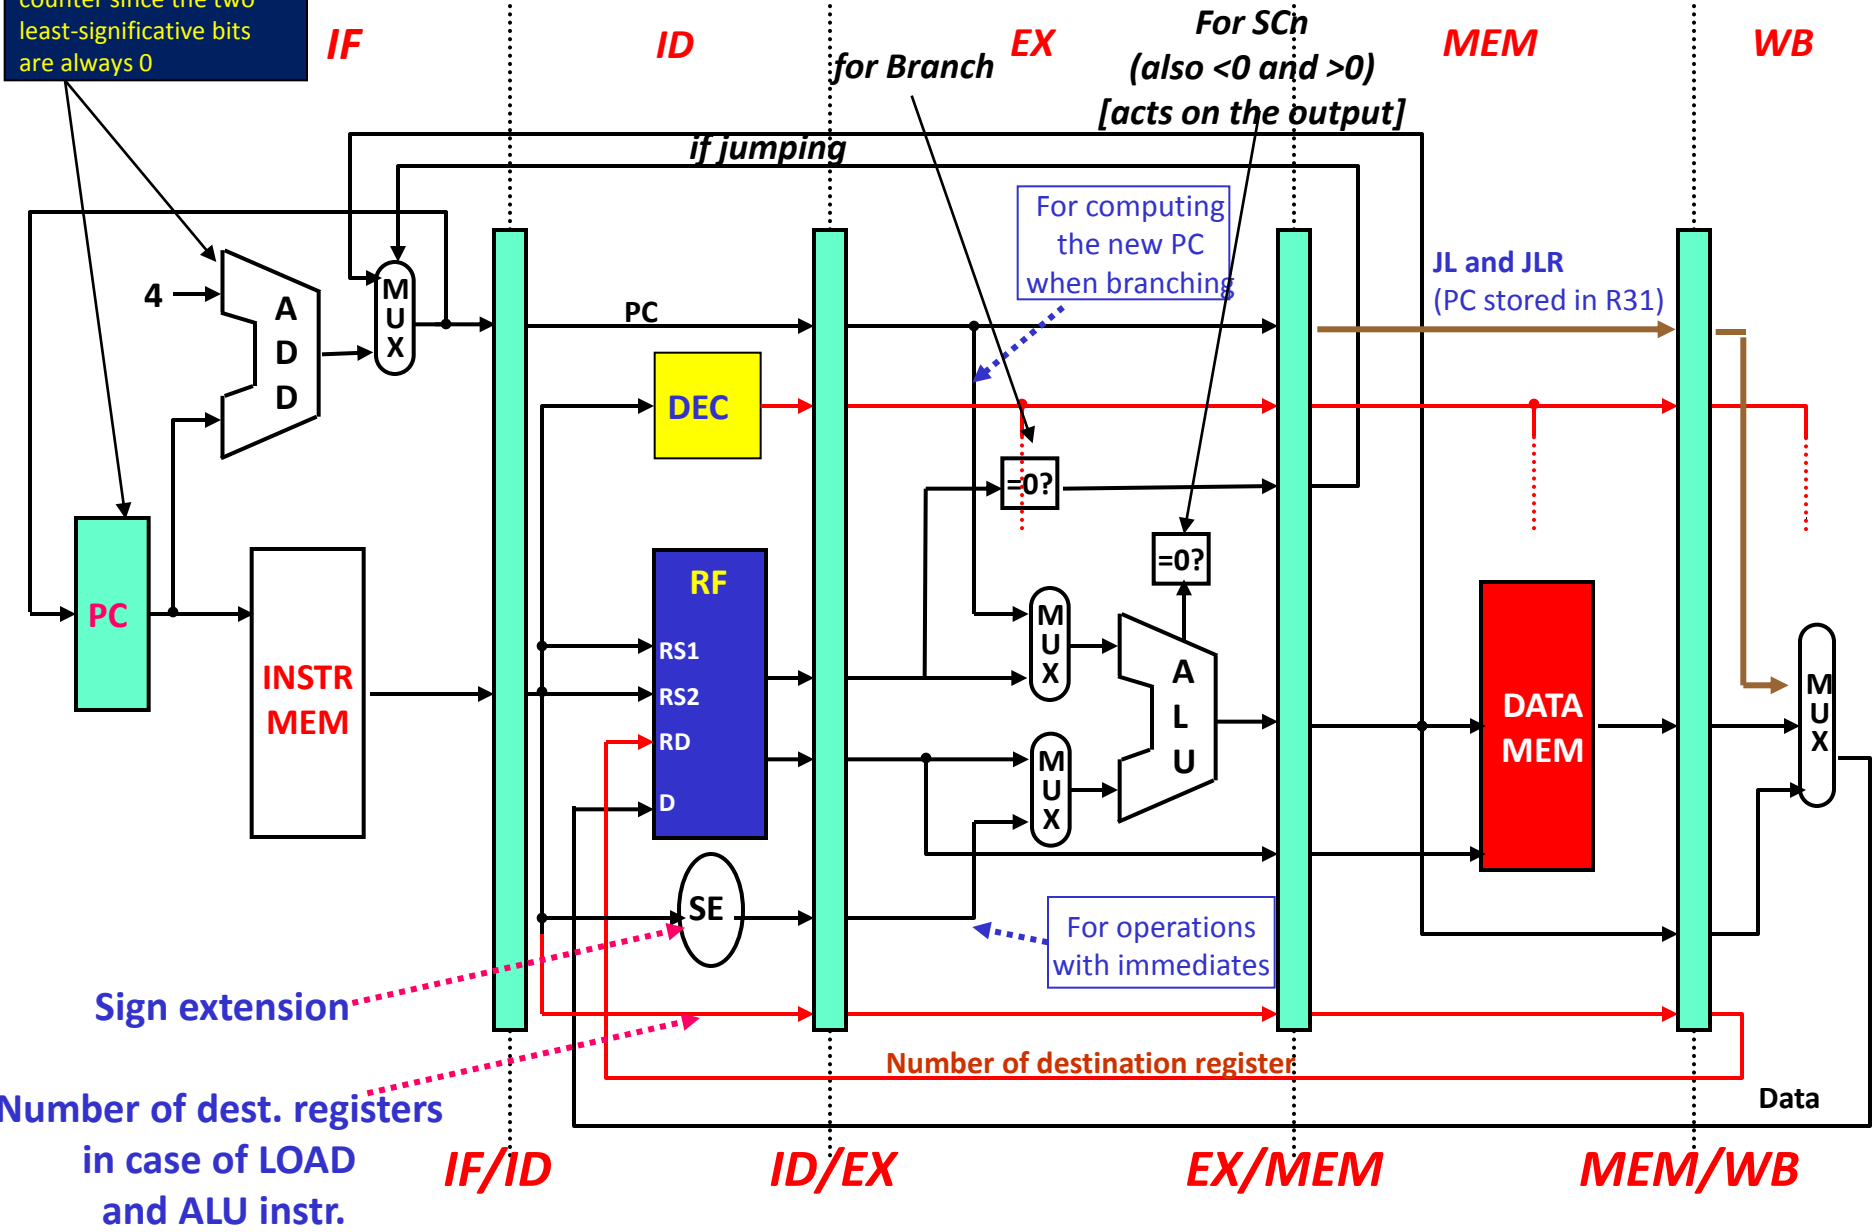 counter since the two
least-significative bits
are always 0
IF
ID
EX
MEM
WB
for Branch
For SCn
(also <0 and >0)
[acts on the output]
if jumping
For computing
the new PC
when branching
JL and JLR
(PC stored in R31)
4
A
D
D
M
U
X
PC
DEC
=0?
=0?
PC
INSTR
MEM
RF
RS1
RS2
RD
D
SE
M
U
X
M
U
X
A
L
U
DATA
MEM
M
U
X
For operations
with immediates
Sign extension
Number of destination register
Number of dest. registers
in case of LOAD
and ALU instr.
Data
IF/ID
ID/EX
EX/MEM
MEM/WB